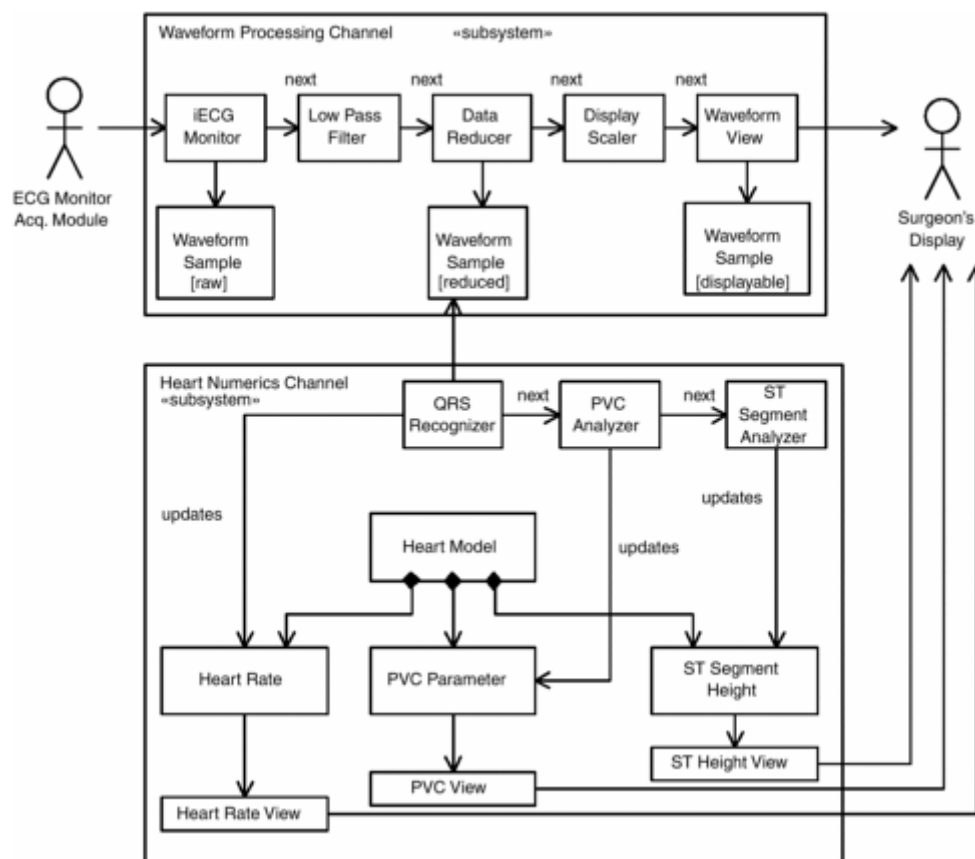 Waveform Processing Channel «subsystem»
next
next
next
next
iECG
Monitor
Low Pass
Filter
Data
Reducer
Display
Scaler
Waveform
View
ECG Monitor
Acq. Module
Surgeon's
Display
Waveform
Sample
[raw]
Waveform
Sample
[reduced]
Waveform
Sample
[displayable]
Heart Numerics Channel
«subsystem»
QRS
Recognizer
next
PVC
Analyzer
next
ST
Segment
Analyzer
updates
updates
updates
Heart Model
Heart Rate
PVC Parameter
ST Segment
Height
Heart Rate View
PVC View
ST Height View